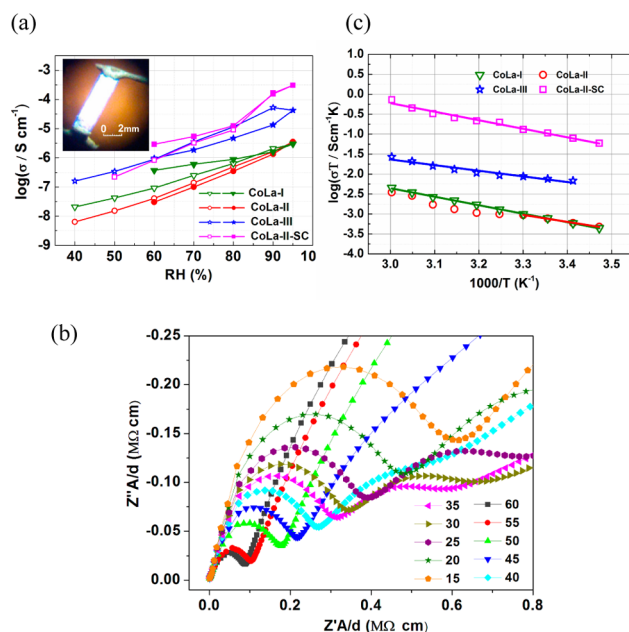 (a)
-3
-4
-5
-6
-7
-8
-9
log(σ / S cm⁻¹)
0 2mm
CoLa-I
CoLa-II
CoLa-III
CoLa-II-SC
40 50 60 70 80 90 100
RH (%)
(c)
2.0
1.5
1.0
0.5
0.0
-0.5
-1.0
-1.5
-2.0
-2.5
-3.0
-3.5
-4.0
log(σT / Scm⁻¹K)
CoLa-I CoLa-II
CoLa-III CoLa-II-SC
3.0 3.1 3.2 3.3 3.4 3.5
1000/T (K⁻¹)
(b)
-0.25
-0.20
-0.15
-0.10
-0.05
0.00
Z''A/d (MΩ cm)
35 60
30 55
25 50
20 45
15 40
0.0 0.2 0.4 0.6 0.8
Z'A/d (MΩ cm)